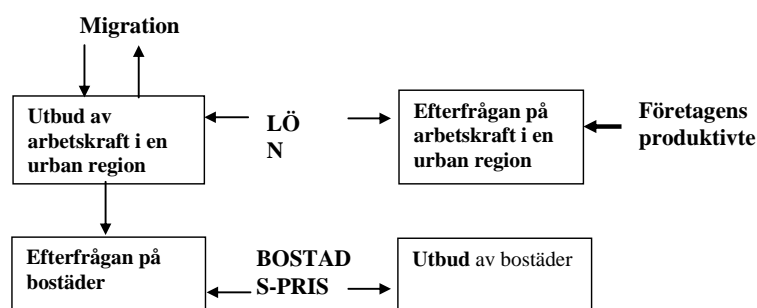 Migration
Utbud av
arbetskraft i en
urban region
LÖ
N
Efterfrågan på
arbetskraft i en
urban region
Företagens
produktivte
Efterfrågan på
bostäder
BOSTAD
S-PRIS
Utbud av bostäder